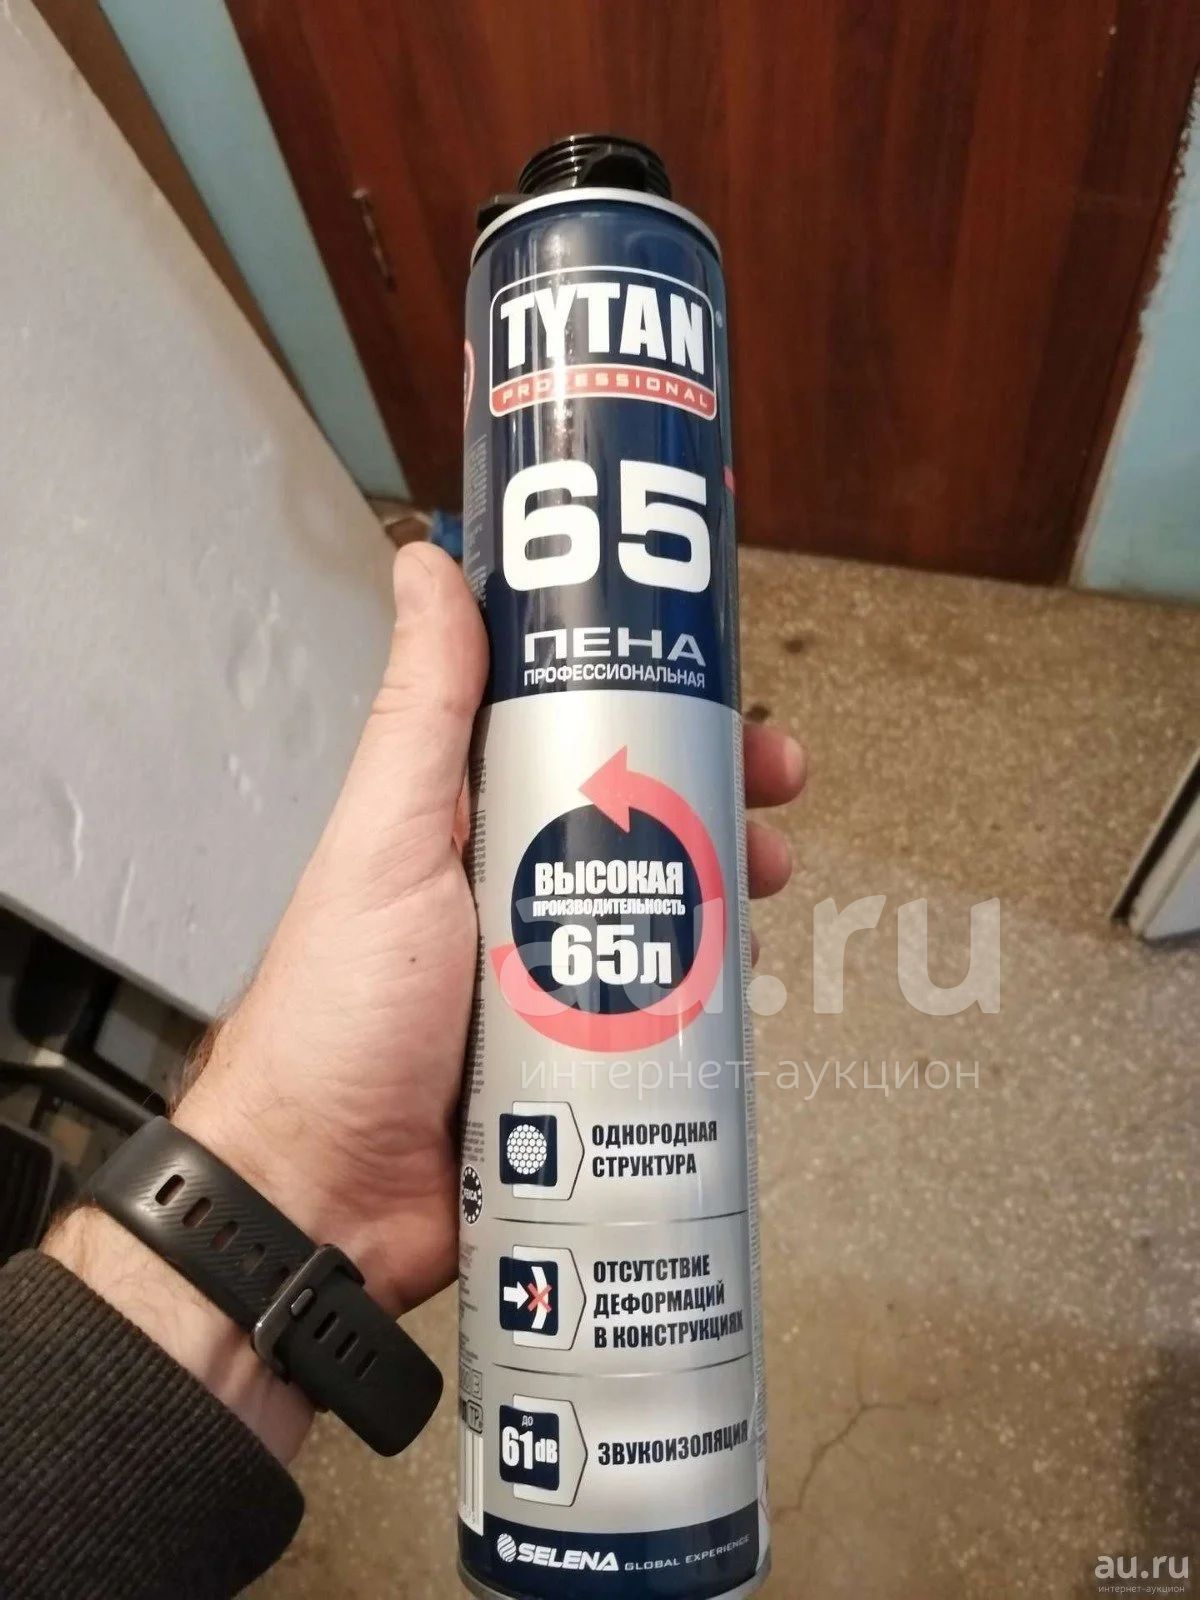 TYTAN®
PROFESSIONAL
65
ПЕНА
ПРОФЕССИОНАЛЬНАЯ
ВЫСОКАЯ
ПРОИЗВОДИТЕЛЬНОСТЬ
65л
au.ru
интернет-аукцион
ОДНОРОДНАЯ
СТРУКТУРА
FEICA
ОТСУТСТВИЕ
ДЕФОРМАЦИЙ
В КОНСТРУКЦИЯХ
ДО
61dB
ЗВУКОИЗОЛЯЦИЯ
SELENA GLOBAL EXPERIENCE
au.ru
интернет-аукцион